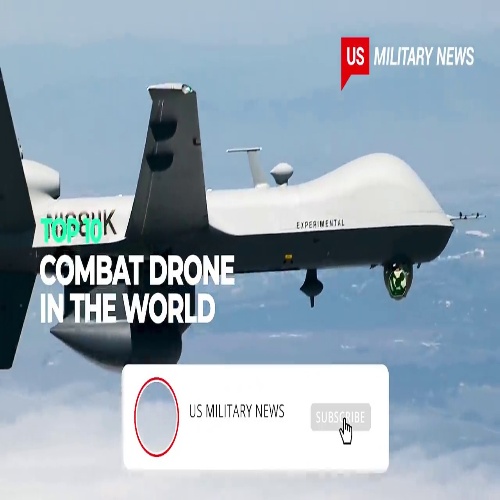 US MILITARY NEWS
EXPERIMENTAL
TOP 10
COMBAT DRONE
IN THE WORLD
US MILITARY NEWS
SUBSCRIBE